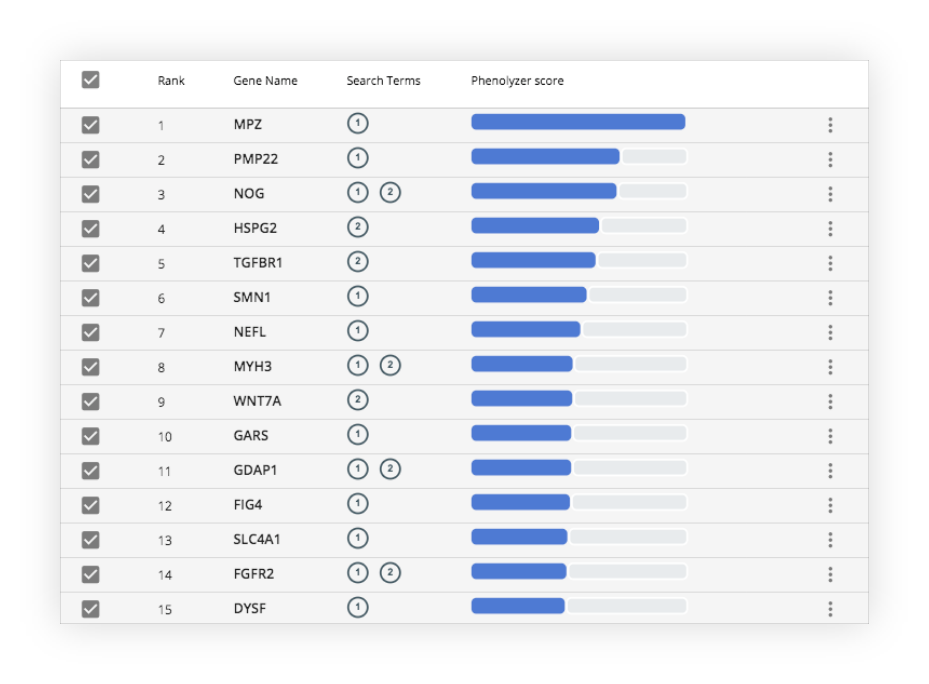 Rank Gene Name Search Terms Phenolyzer score
1 MPZ 1
2 PMP22 1
3 NOG 1 2
4 HSPG2 2
5 TGFBR1 2
6 SMN1 1
7 NEFL 1
8 MYH3 1 2
9 WNT7A 2
10 GARS 1
11 GDAP1 1 2
12 FIG4 1
13 SLC4A1 1
14 FGFR2 1 2
15 DYSF 1